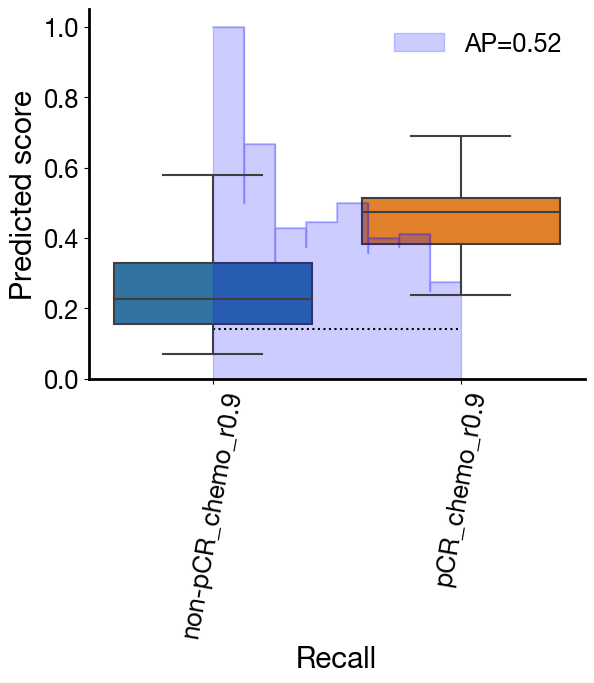 AP=0.52
Predicted score
1.0
0.8
0.6
0.4
0.2
0.0
non-pCR_chemo_r0.9
pCR_chemo_r0.9
Recall